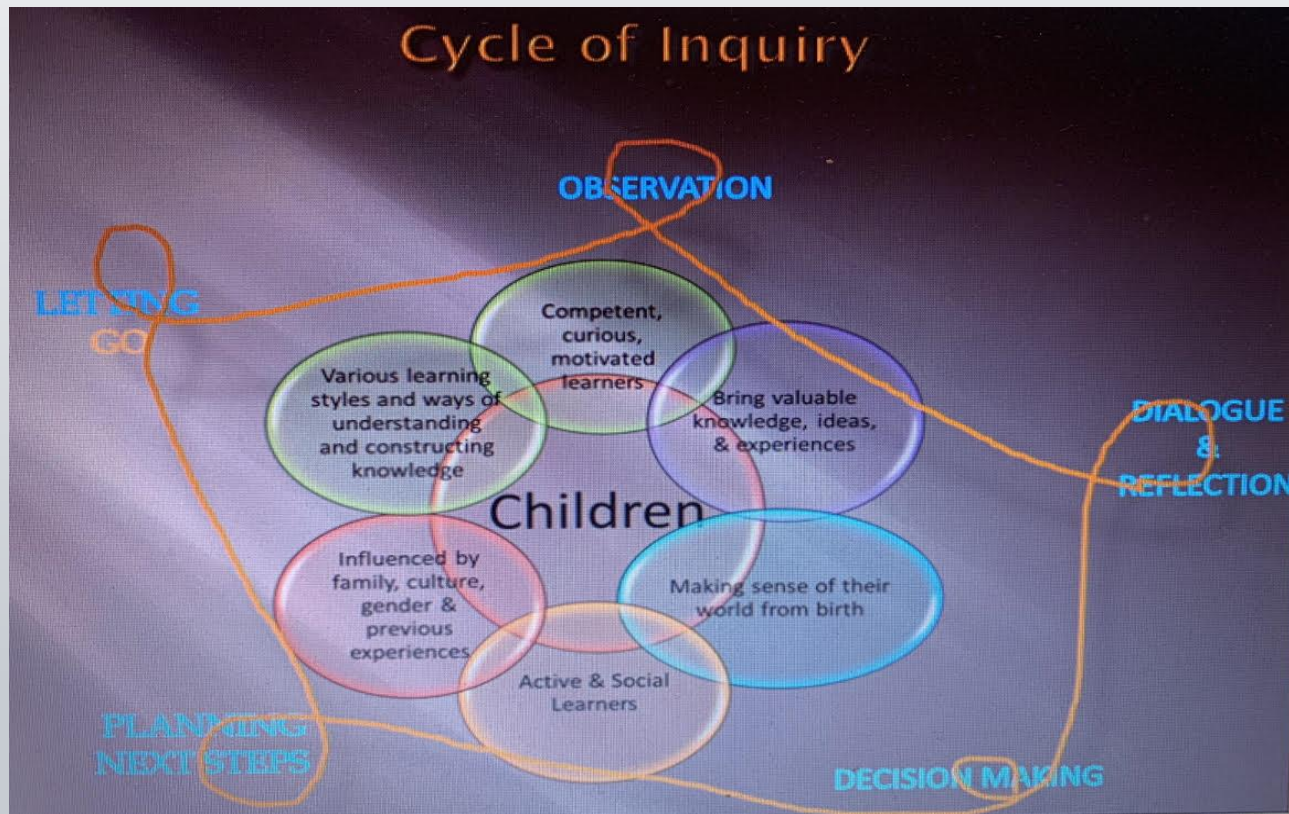 Cycle of Inquiry
OBSERVATION
LETTING
GO
Competent,
curious,
motivated
learners
Various learning
styles and ways of
understanding
and constructing
knowledge
Bring valuable
knowledge, ideas,
& experiences
DIALOGUE
&
REFLECTION
Children
Influenced by
family, culture,
gender &
previous
experiences
Making sense of their
world from birth
Active & Social
Learners
PLANNING
NEXT STEPS
DECISION MAKING